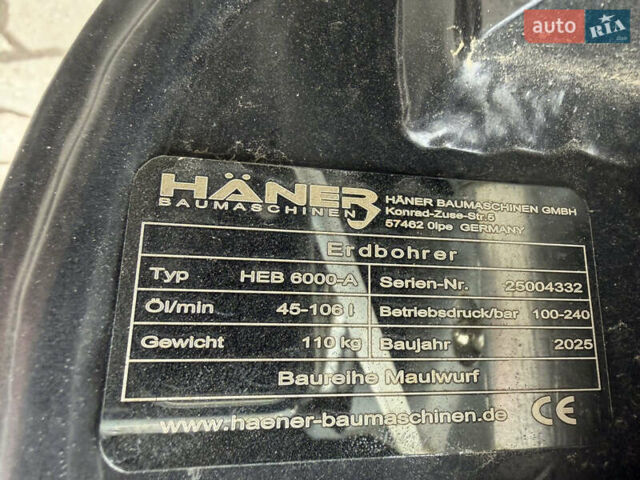 auto RIA
HÄNER
BAUMASCHINEN
HÄNER BAUMASCHINEN GMBH
Konrad-Zuse-Str.5
57462 Olpe GERMANY
Erdbohrer
Typ HEB 6000-A Serien-Nr. 25004332
Öl/min 45-106 l Betriebsdruck/bar 100-240
Gewicht 110 kg Baujahr 2025
Baureihe Maulwurf
www.haener-baumaschinen.de CE